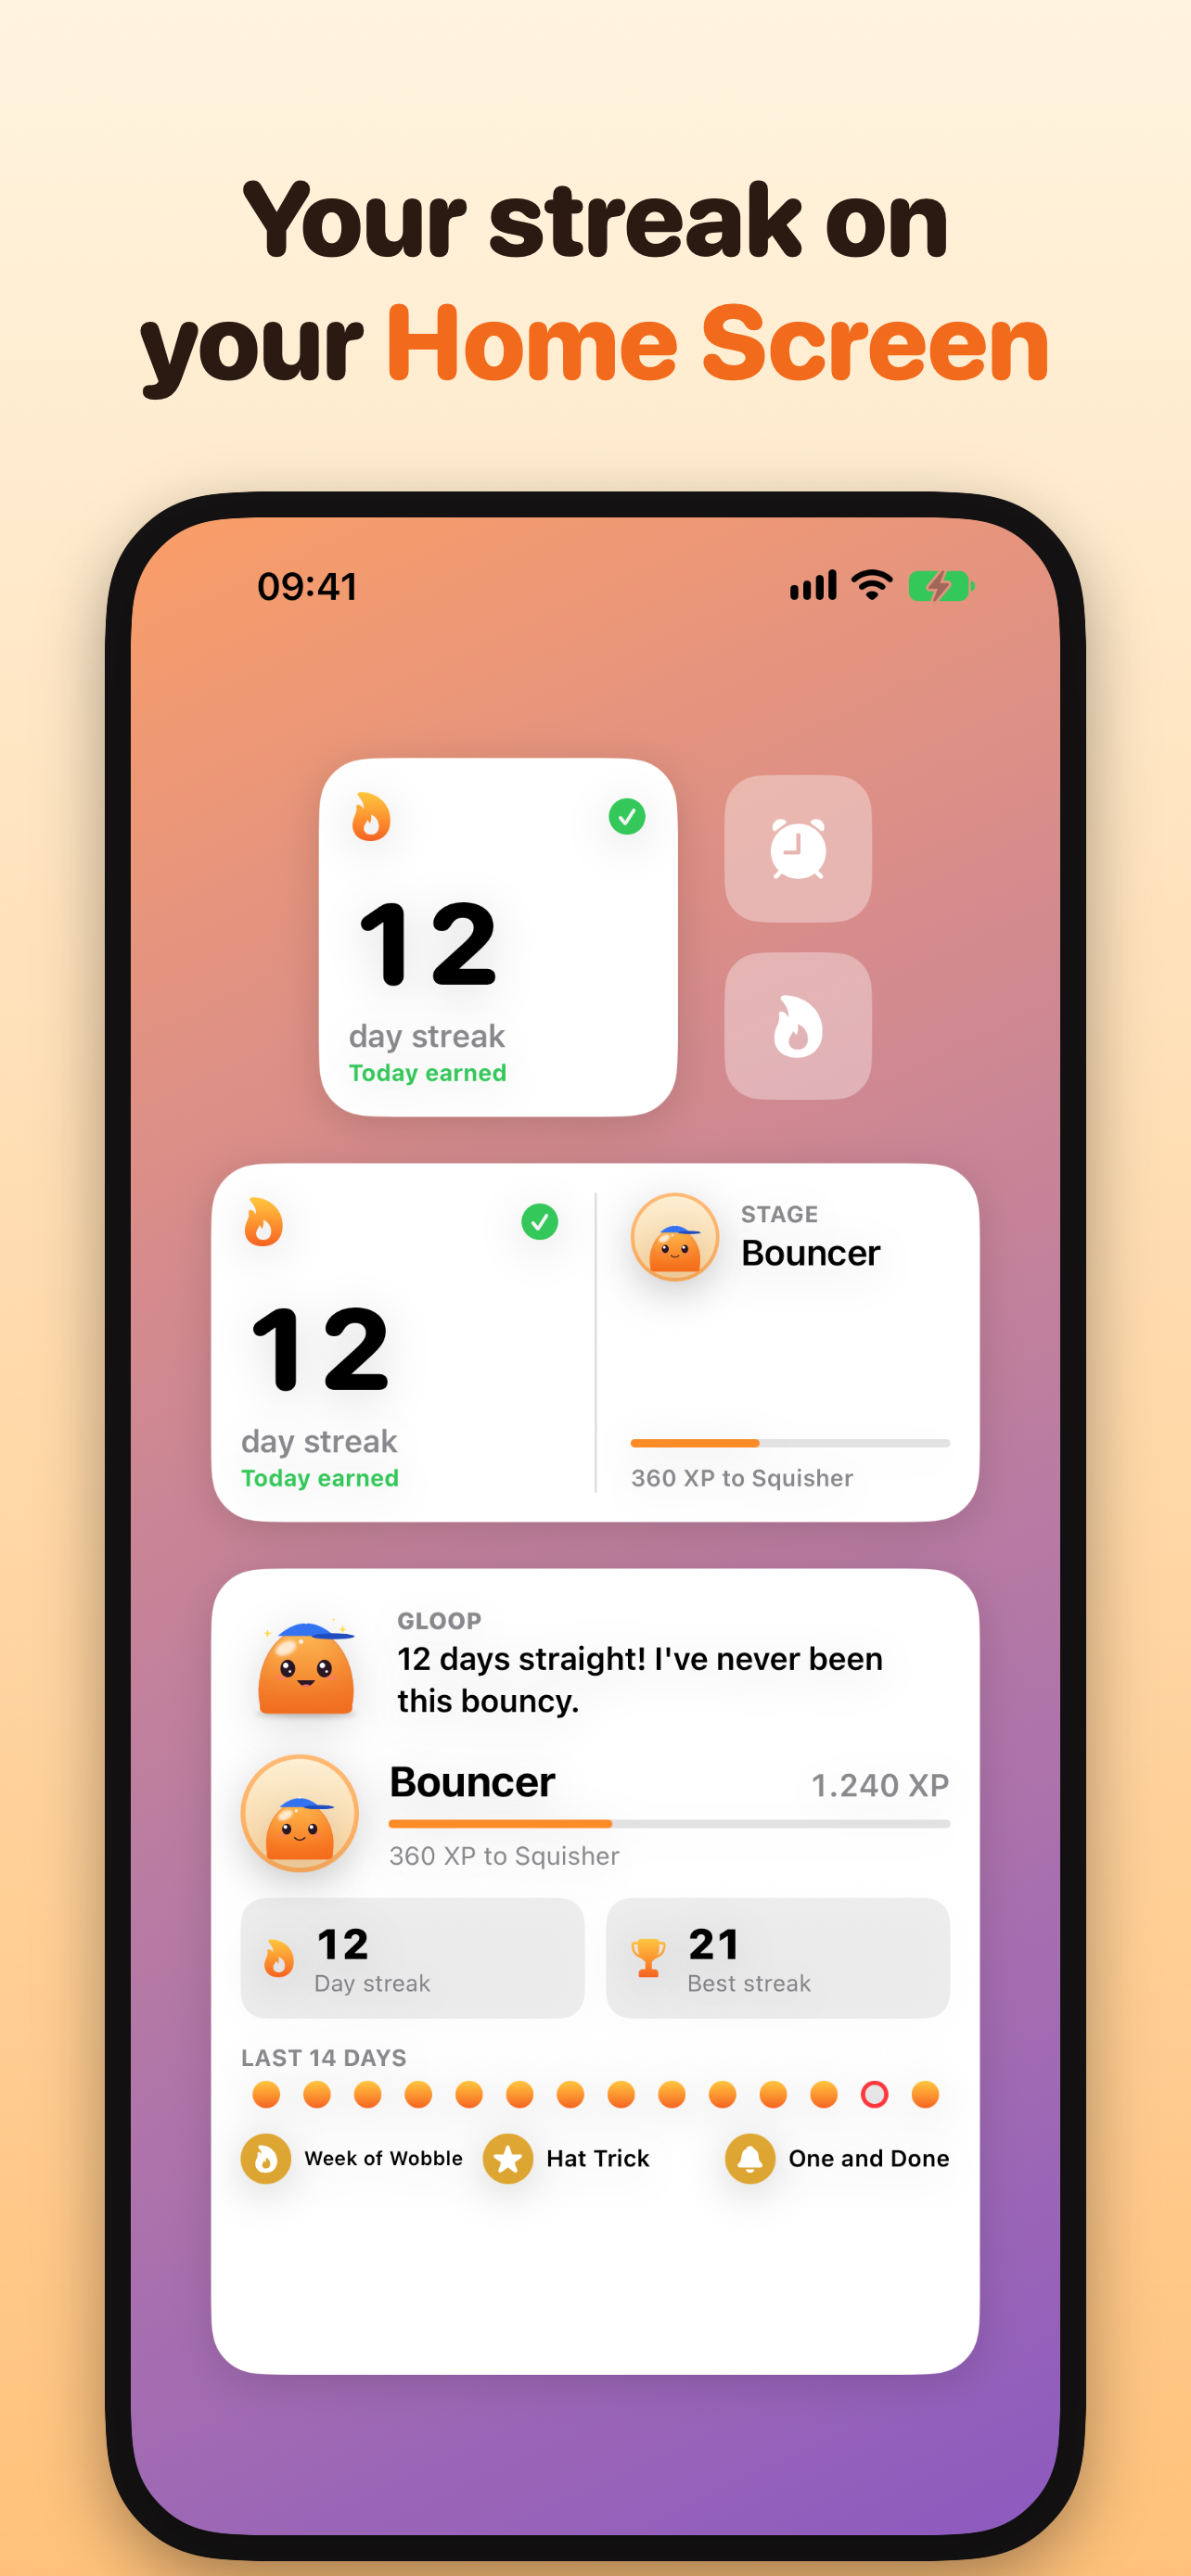 Your streak on
your Home Screen
09:41
12
day streak
Today earned
12
day streak
Today earned
STAGE
Bouncer
360 XP to Squisher
GLOOP
12 days straight! I've never been
this bouncy.
Bouncer
1.240 XP
360 XP to Squisher
12
Day streak
21
Best streak
LAST 14 DAYS
Week of Wobble
Hat Trick
One and Done